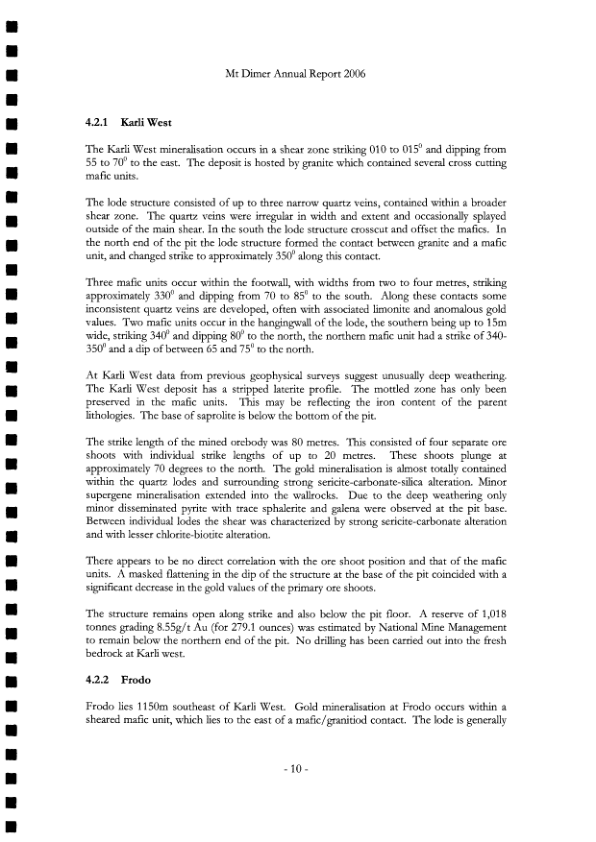 Mt Dimer Annual Report 2006
4.2.1 Karli West
The Karli West mineralisation occurs in a shear zone striking 010 to 015⁰ and dipping from
55 to 70⁰ to the east. The deposit is hosted by granite which contained several cross cutting
mafic units.
The lode structure consisted of up to three narrow quartz veins, contained within a broader
shear zone. The quartz veins were irregular in width and extent and occasionally splayed
outside of the main shear. In the south the lode structure crosscut and offset the mafics. In
the north end of the pit the lode structure formed the contact between granite and a mafic
unit, and changed strike to approximately 350⁰ along this contact.
Three mafic units occur within the footwall, with widths from two to four metres, striking
approximately 330⁰ and dipping from 70 to 85⁰ to the south. Along these contacts some
inconsistent quartz veins are developed, often with associated limonite and anomalous gold
values. Two mafic units occur in the hangingwall of the lode, the southern being up to 15m
wide, striking 340⁰ and dipping 80⁰ to the north, the northern mafic unit had a strike of 340-
350⁰ and a dip of between 65 and 75⁰ to the north.
At Karli West data from previous geophysical surveys suggest unusually deep weathering.
The Karli West deposit has a stripped laterite profile. The mottled zone has only been
preserved in the mafic units. This may be reflecting the iron content of the parent
lithologies. The base of saprolite is below the bottom of the pit.
The strike length of the mined orebody was 80 metres. This consisted of four separate ore
shoots with individual strike lengths of up to 20 metres. These shoots plunge at
approximately 70 degrees to the north. The gold mineralisation is almost totally contained
within the quartz lodes and surrounding strong sericite-carbonate-silica alteration. Minor
supergene mineralisation extended into the wallrocks. Due to the deep weathering only
minor disseminated pyrite with trace sphalerite and galena were observed at the pit base.
Between individual lodes the shear was characterized by strong sericite-carbonate alteration
and with lesser chlorite-biotite alteration.
There appears to be no direct correlation with the ore shoot position and that of the mafic
units. A masked flattening in the dip of the structure at the base of the pit coincided with a
significant decrease in the gold values of the primary ore shoots.
The structure remains open along strike and also below the pit floor. A reserve of 1,018
tonnes grading 8.55g/t Au (for 279.1 ounces) was estimated by National Mine Management
to remain below the northern end of the pit. No drilling has been carried out into the fresh
bedrock at Karli west.
4.2.2 Frodo
Frodo lies 1150m southeast of Karli West. Gold mineralisation at Frodo occurs within a
sheared mafic unit, which lies to the east of a mafic/granitiod contact. The lode is generally
- 10 -